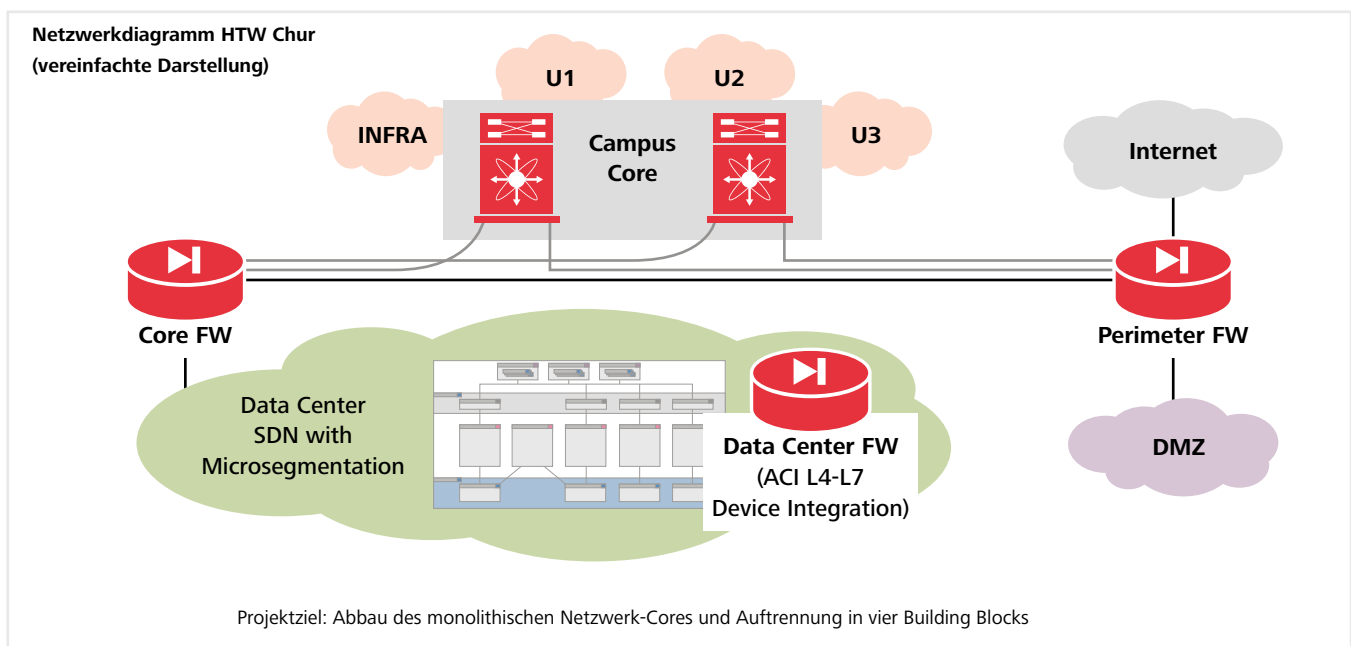 Netzwerkdiagramm HTW Chur
(vereinfachte Darstellung)
U1
U2
INFRA
Campus
Core
U3
Internet
Core FW
Perimeter FW
Data Center
SDN with
Microsegmentation
Data Center FW
(ACI L4-L7
Device Integration)
DMZ
Projektziel: Abbau des monolithischen Netzwerk-Cores und Auftrennung in vier Building Blocks